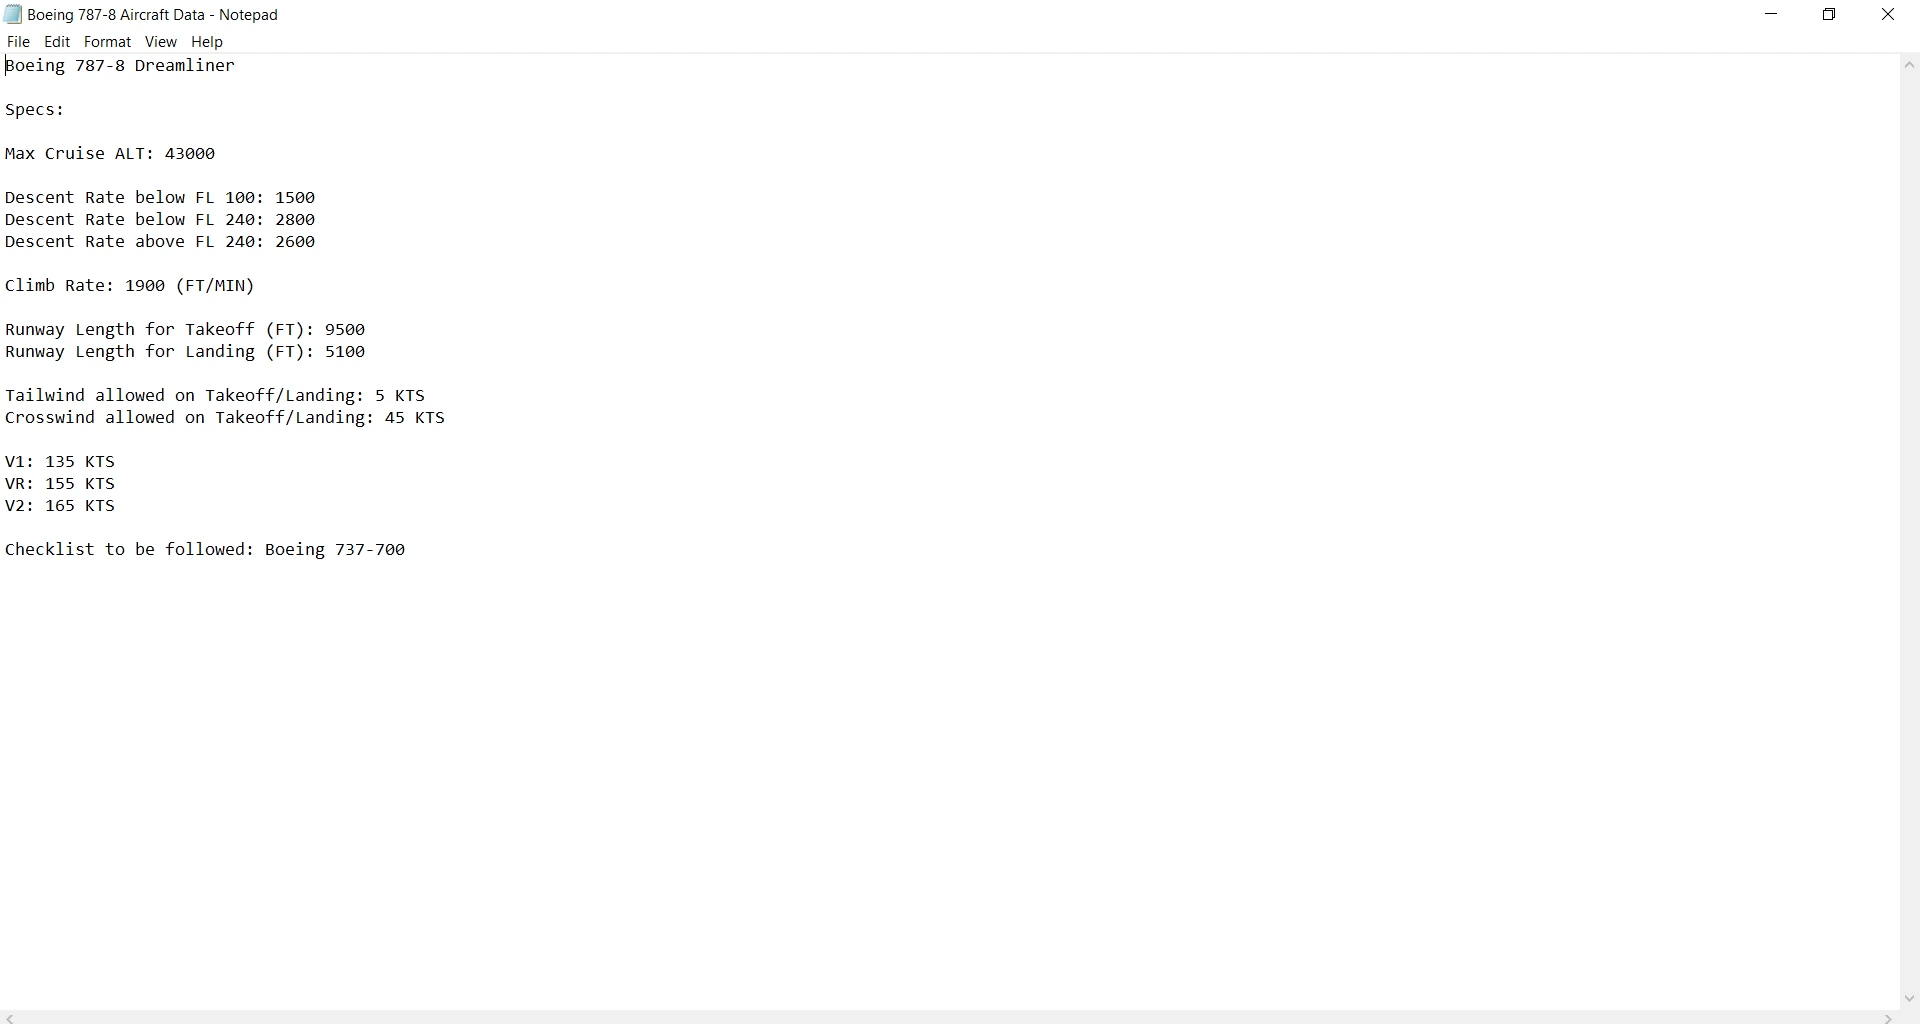 Boeing 787-8 Aircraft Data - Notepad
File Edit Format View Help
Boeing 787-8 Dreamliner
Specs:
Max Cruise ALT: 43000
Descent Rate below FL 100: 1500
Descent Rate below FL 240: 2800
Descent Rate above FL 240: 2600
Climb Rate: 1900 (FT/MIN)
Runway Length for Takeoff (FT): 9500
Runway Length for Landing (FT): 5100
Tailwind allowed on Takeoff/Landing: 5 KTS
Crosswind allowed on Takeoff/Landing: 45 KTS
V1: 135 KTS
VR: 155 KTS
V2: 165 KTS
Checklist to be followed: Boeing 737-700